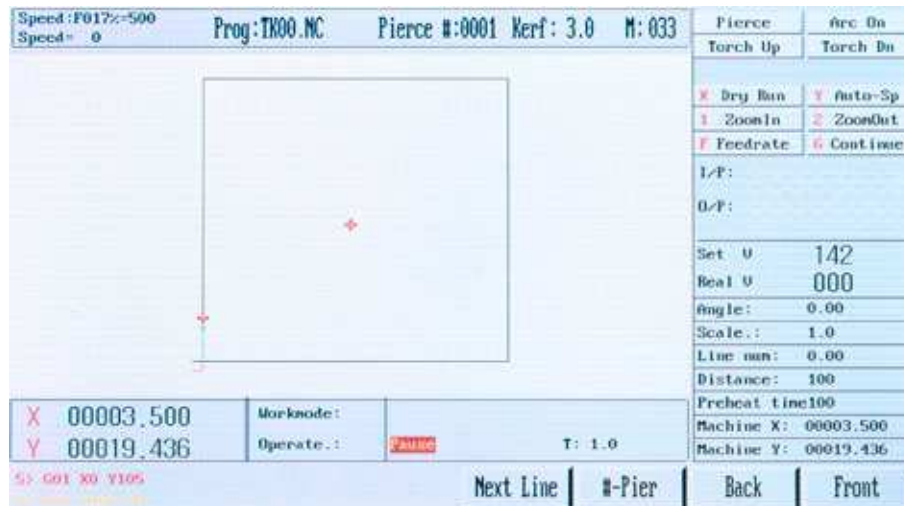 Speed:F017%=500
Speed= 0
Prog:TK00.NC
Pierce #:0001
Kerf: 3.0
M:033
Pierce
Arc On
Torch Up
Torch Dn
X Dry Run
Y Auto-Sp
1 ZoomIn
2 ZoomOut
F Feedrate
G Continue
I/P:
O/P:
Set V 142
Real V 000
Angle: 0.00
Scale.: 1.0
Line num: 0.00
Distance: 100
Preheat time100
Machine X: 00003.500
Machine Y: 00019.436
X 00003.500
Y 00019.436
Workmode:
Operate.: Pause T: 1.0
5> G01 X0 Y105
Next Line
#-Pier
Back
Front